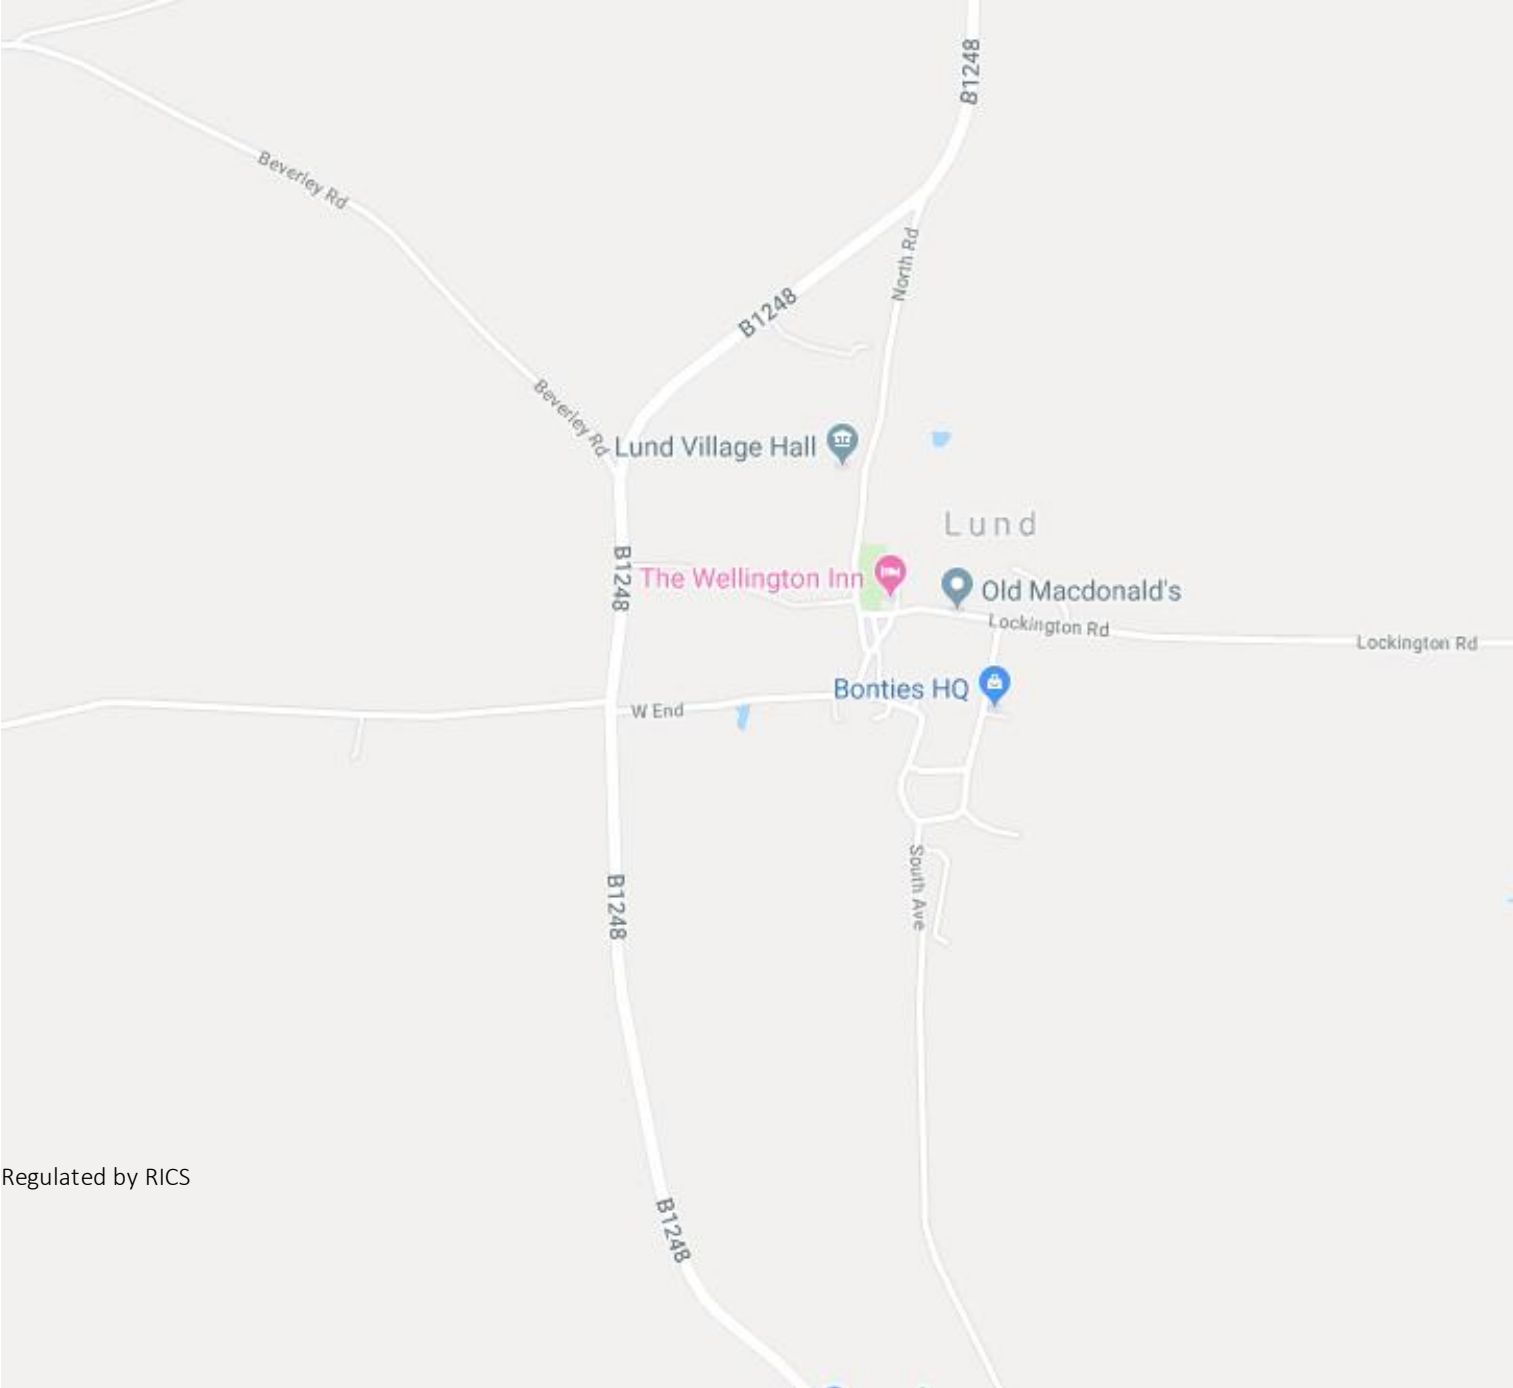 B1248
Beverley Rd
North Rd
B1248
Beverley Rd
Lund Village Hall
Lund
B1248
The Wellington Inn
Old Macdonald's
Lockington Rd
Lockington Rd
Bonties HQ
W End
South Ave
B1248
Regulated by RICS
B1248